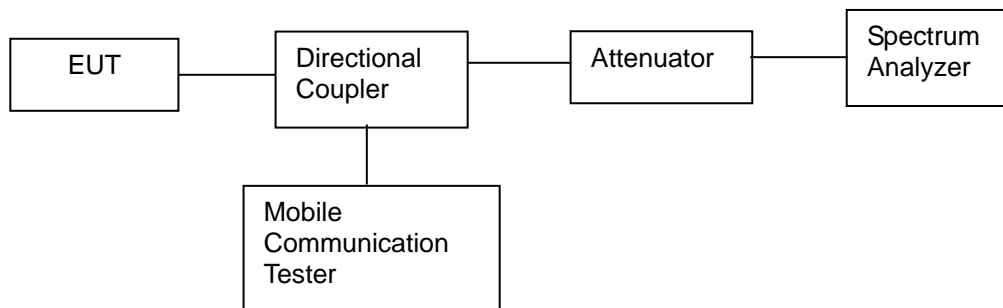 EUT
Directional
Coupler
Attenuator
Spectrum
Analyzer
Mobile
Communication
Tester